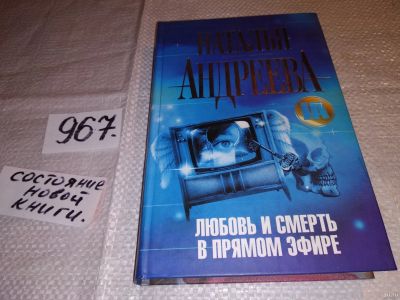 НАТАЛЬЯ
АНДРЕЕВА
ЛЮБОВЬ И СМЕРТЬ
В ПРЯМОМ ЭФИРЕ
967.
СОСТОЯНИЕ
НОВОЙ
КНИГИ.